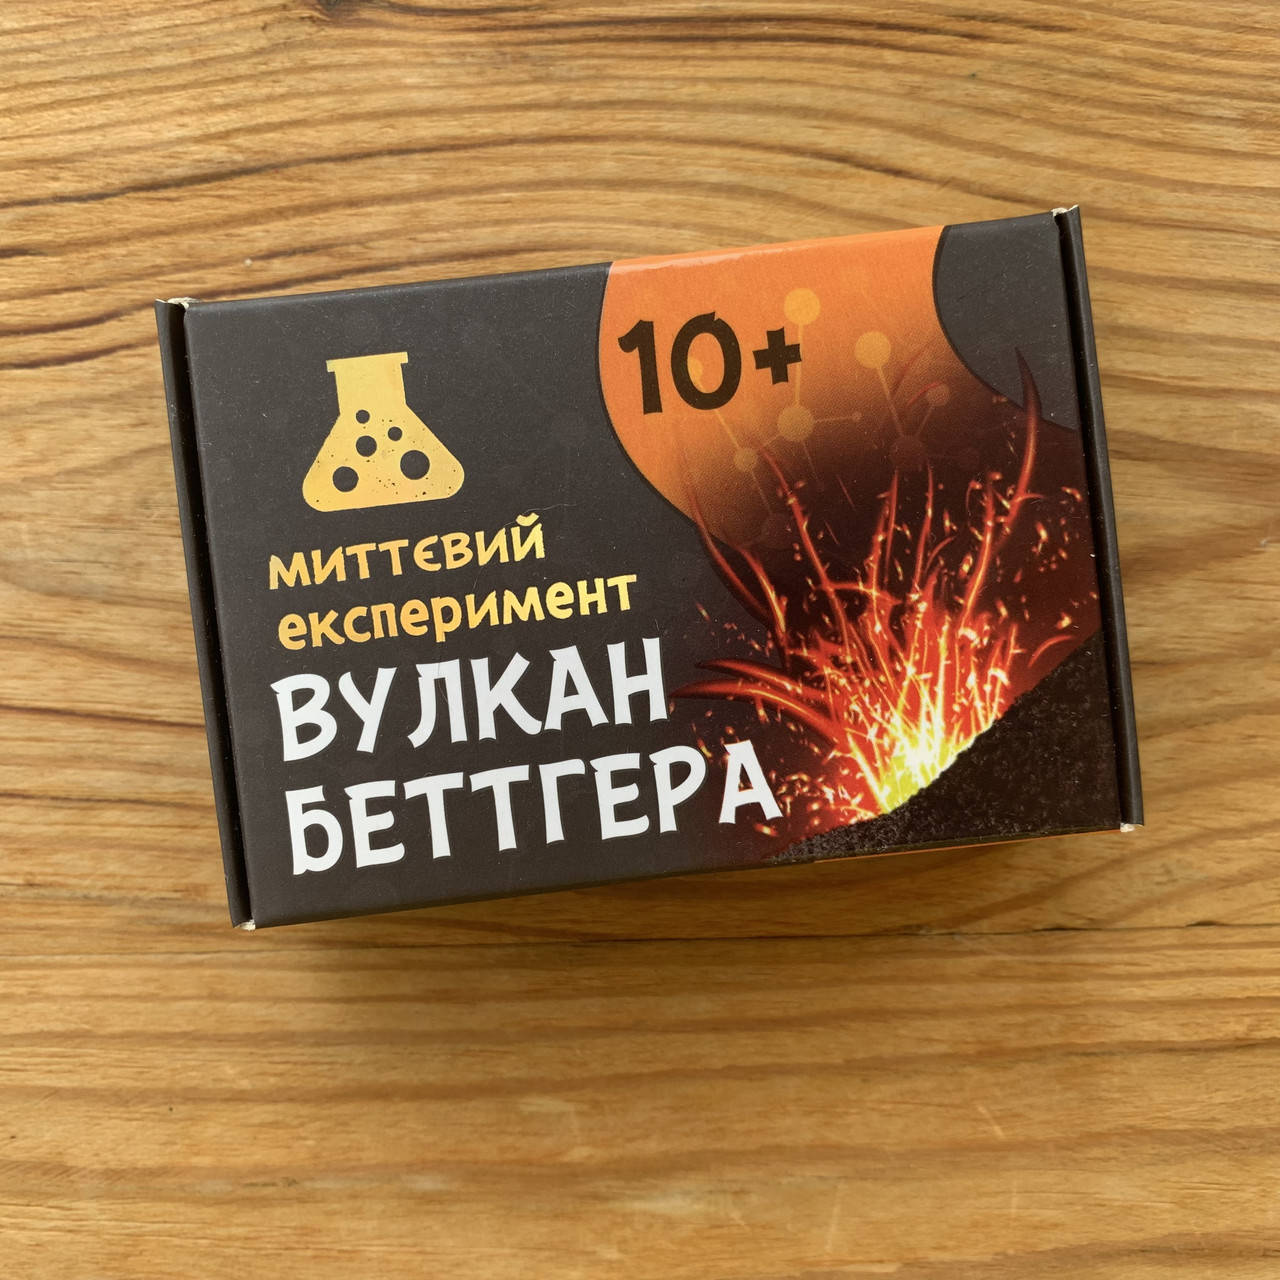 10+
миттєвий
експеримент
ВУЛКАН
БЕТТГЕРА